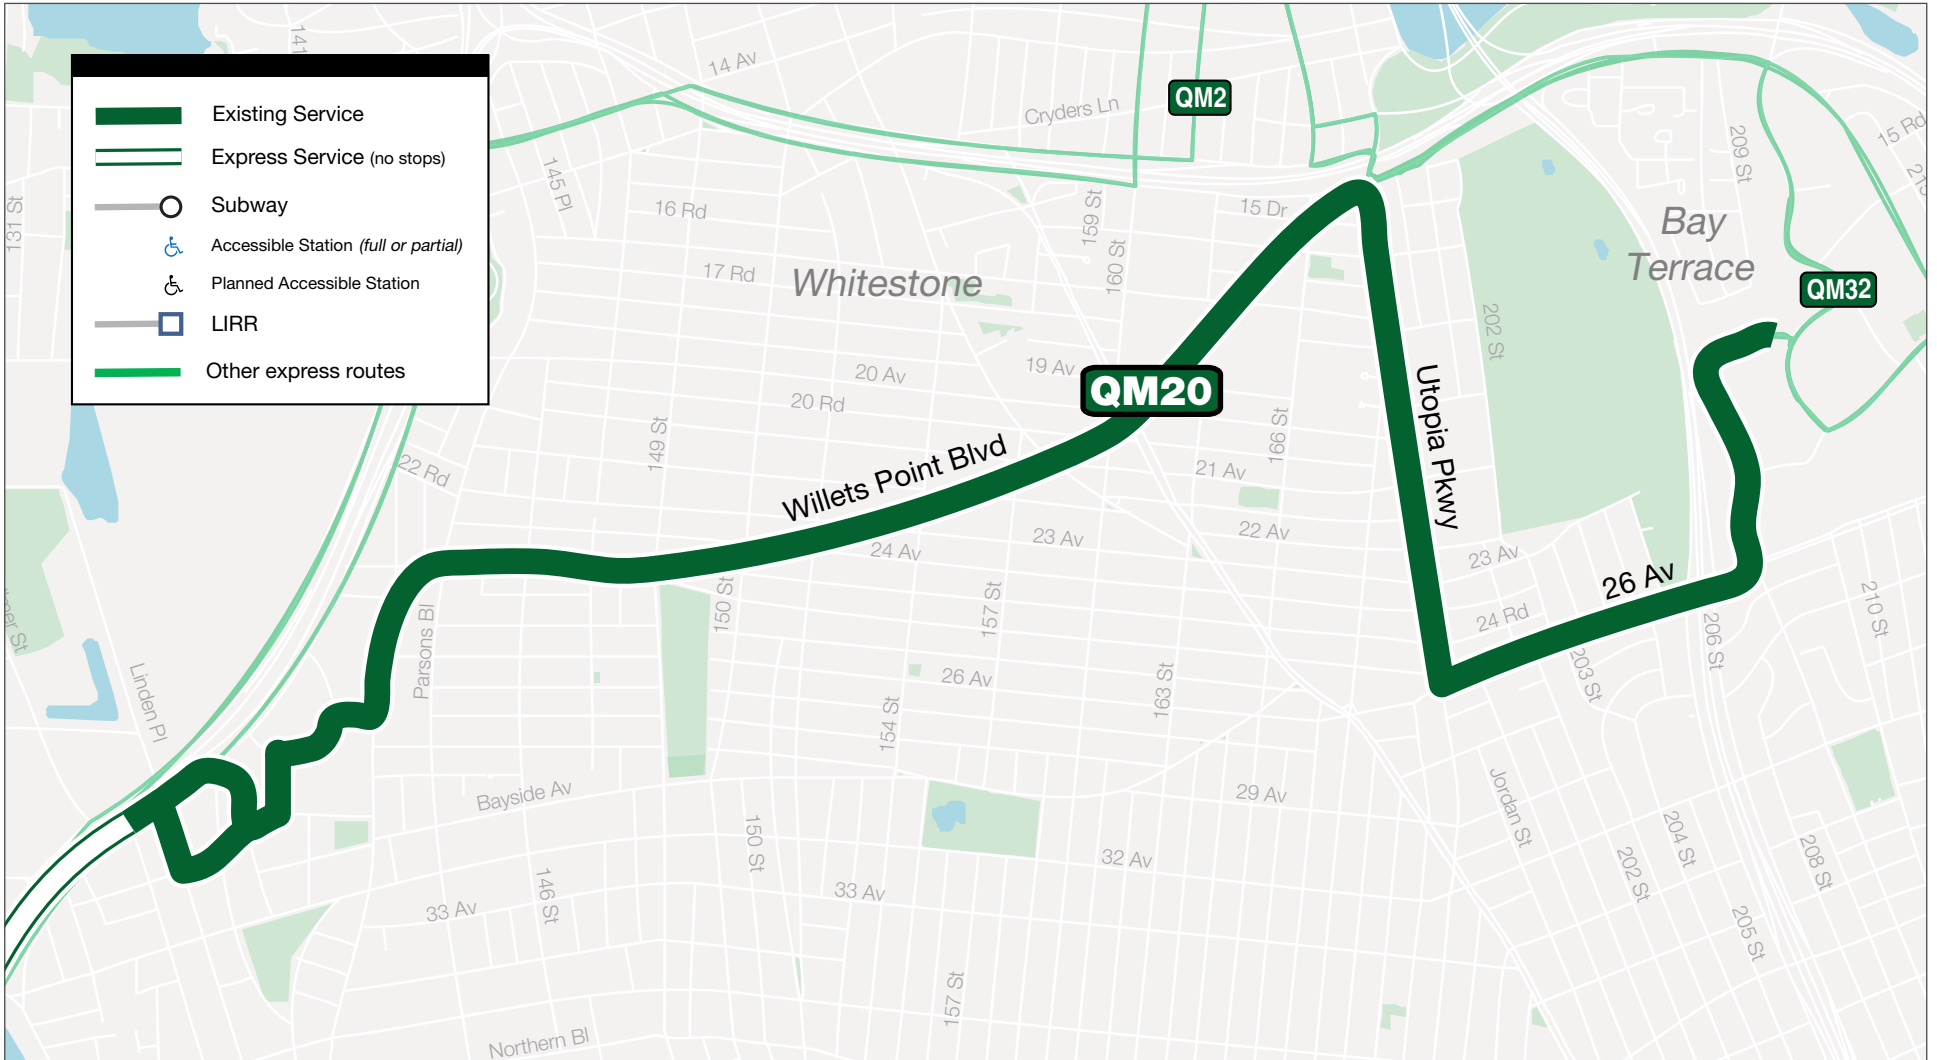 Existing Service
Express Service (no stops)
Subway
Accessible Station (full or partial)
Planned Accessible Station
LIRR
Other express routes
141
14 Av
Cryders Ln
QM2
15 Rd
209 St
145 Pl
131 St
16 Rd
159 St
15 Dr
160 St
Bay
Terrace
17 Rd
Whitestone
QM32
202 St
19 Av
20 Av
20 Rd
QM20
Utopia Pkwy
149 St
166 St
22 Rd
Willets Point Blvd
21 Av
22 Av
23 Av
24 Av
23 Av
26 Av
150 St
157 St
Parsons Bl
24 Rd
210 St
206 St
203 St
Linden Pl
26 Av
163 St
154 St
Bayside Av
29 Av
Jordan St
150 St
32 Av
204 St
202 St
208 St
146 St
33 Av
33 Av
205 St
157 St
Northern Bl